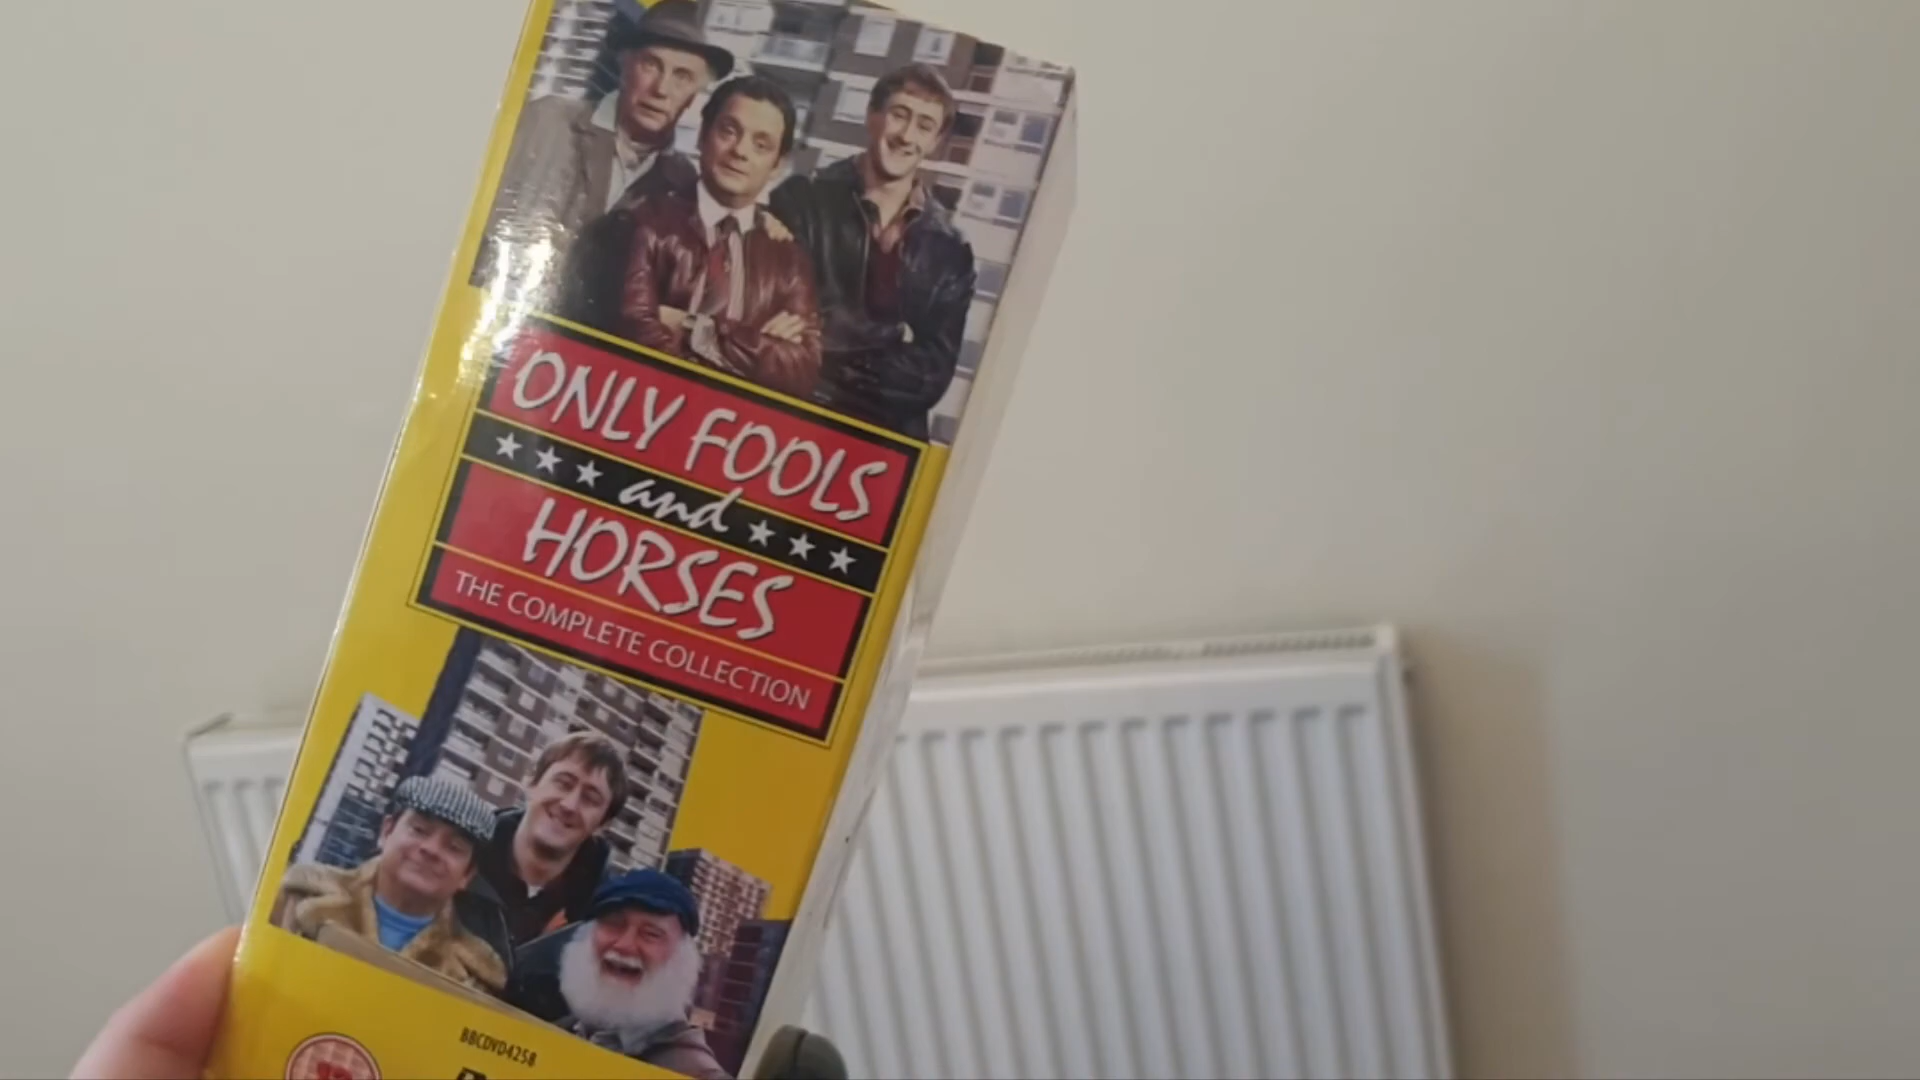 ONLY FOOLS
and
HORSES
THE COMPLETE COLLECTION
BBCDVD4258